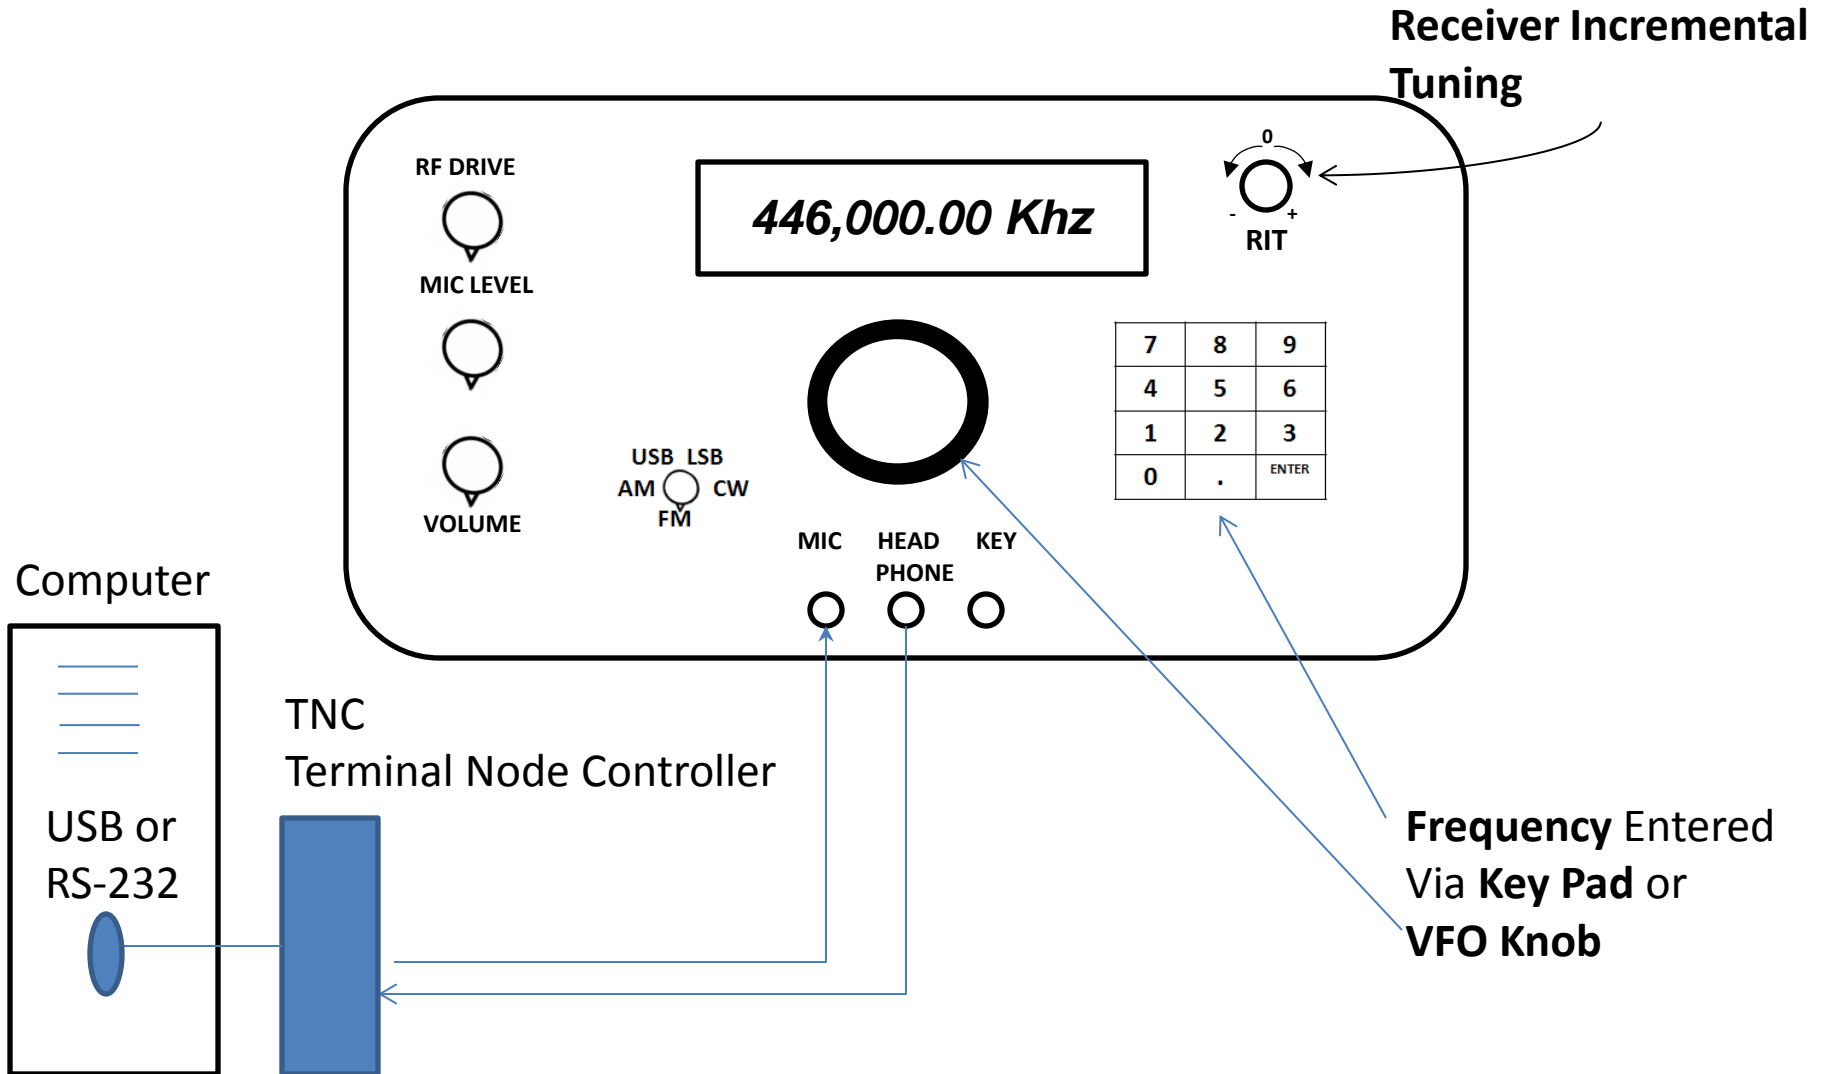 Receiver Incremental
Tuning
RF DRIVE
MIC LEVEL
VOLUME
446,000.00 Khz
0
- +
RIT
7 8 9
4 5 6
1 2 3
0 . ENTER
USB LSB
AM CW
FM
MIC HEAD KEY
PHONE
Computer
USB or
RS-232
TNC
Terminal Node Controller
Frequency Entered
Via Key Pad or
VFO Knob